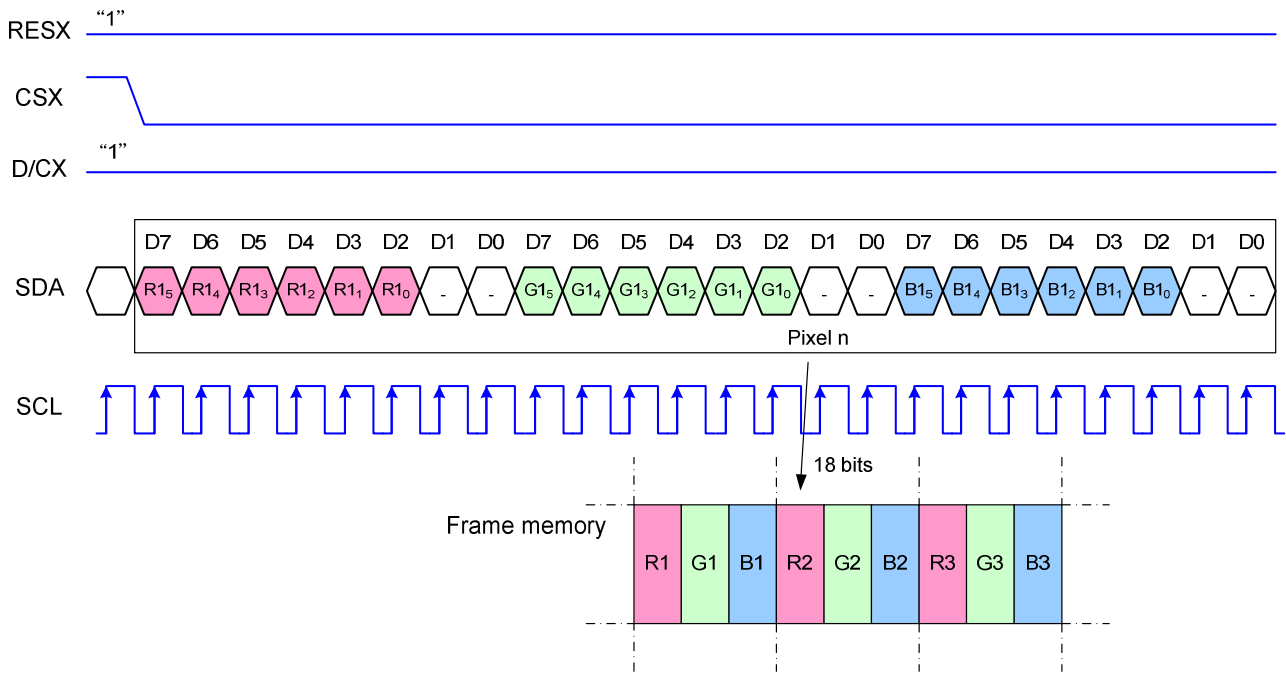 RESX “1”
CSX
D/CX “1”
D7 D6 D5 D4 D3 D2 D1 D0 D7 D6 D5 D4 D3 D2 D1 D0 D7 D6 D5 D4 D3 D2 D1 D0
SDA R1₅ R1₄ R1₃ R1₂ R1₁ R1₀ - - G1₅ G1₄ G1₃ G1₂ G1₁ G1₀ - - B1₅ B1₄ B1₃ B1₂ B1₁ B1₀ - -
Pixel n
SCL
18 bits
Frame memory
R1 G1 B1 R2 G2 B2 R3 G3 B3